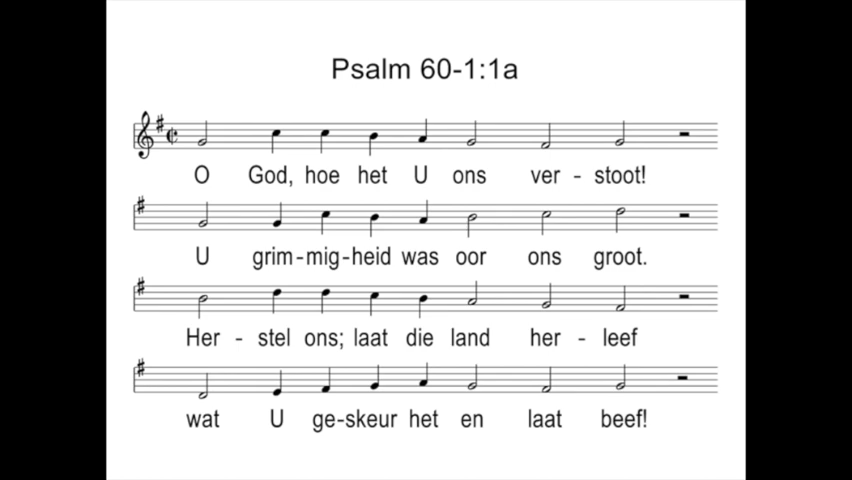 Psalm 60-1:1a
O God, hoe het U ons ver - stoot!
U grim-mig-heid was oor ons groot.
Her - stel ons; laat die land her - leef
wat U ge-skeur het en laat beef!